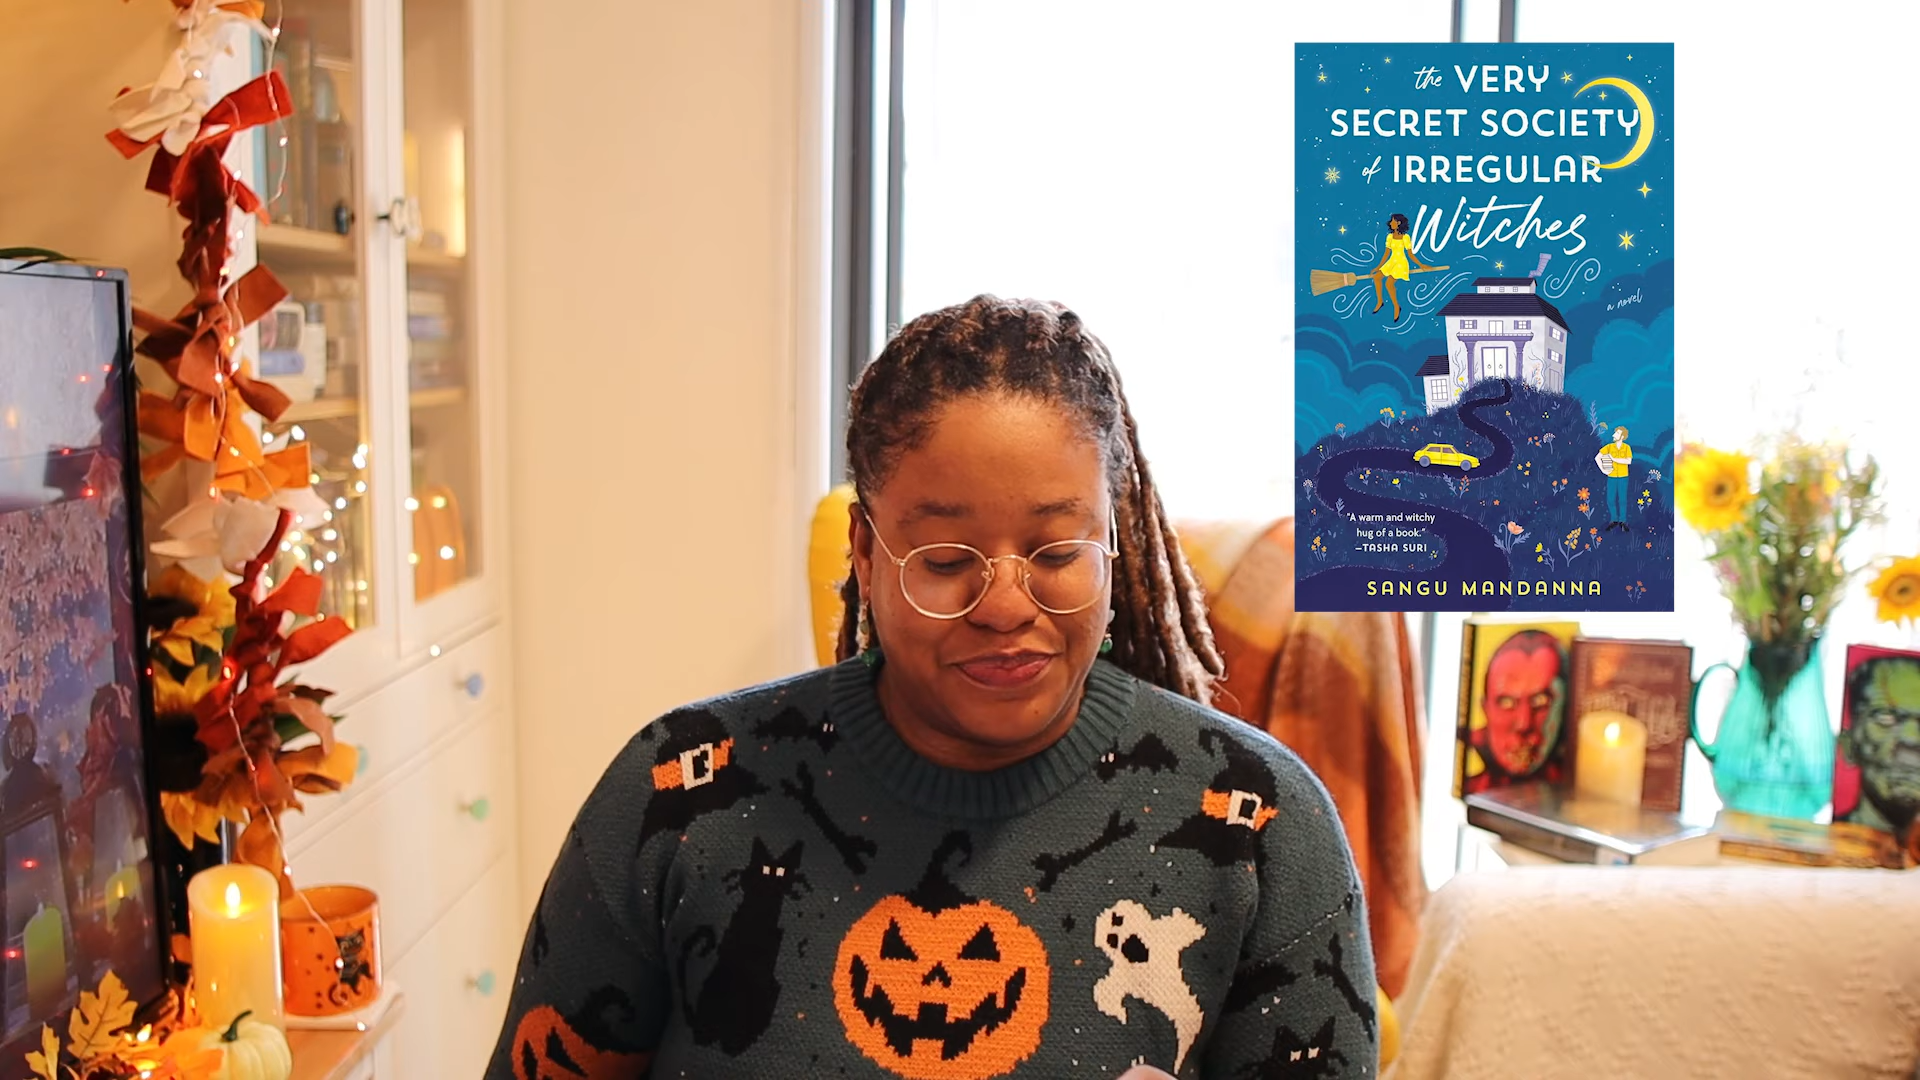 the VERY
SECRET SOCIETY
of IRREGULAR
Witches
a novel
"A warm and witchy
hug of a book."
—TASHA SURI
SANGU MANDANNA